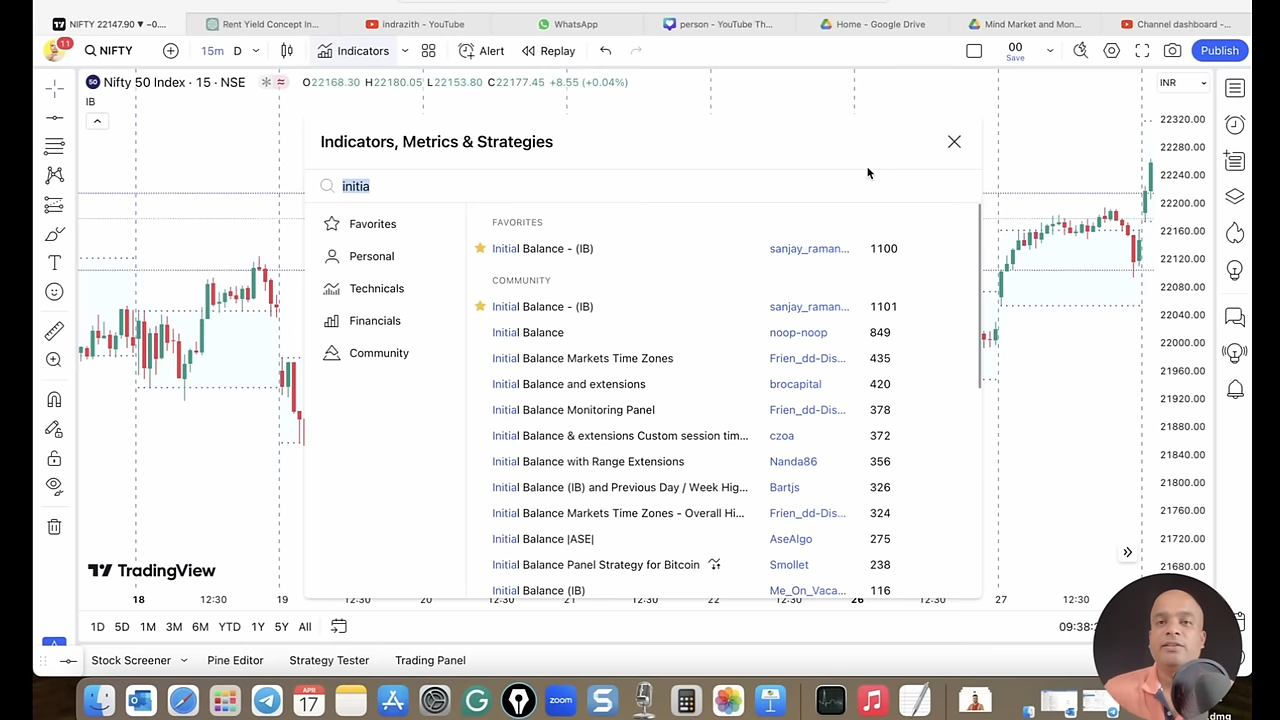 NIFTY 22147.90 ▼ −0...
Rent Yield Concept In...
indrazith - YouTube
WhatsApp
person - YouTube Th...
Home - Google Drive
Mind Market and Mon...
Channel dashboard -...
11
NIFTY
15m
D
Indicators
Alert
Replay
00
Save
Publish
50
Nifty 50 Index · 15 · NSE
O22168.30 H22180.05 L22153.80 C22177.45 +8.55 (+0.04%)
INR
IB
Indicators, Metrics & Strategies
initia
Favorites
Personal
Technicals
Financials
Community
FAVORITES
Initial Balance - (IB) sanjay_raman... 1100
COMMUNITY
Initial Balance - (IB) sanjay_raman... 1101
Initial Balance noop-noop 849
Initial Balance Markets Time Zones Frien_dd-Dis... 435
Initial Balance and extensions brocapital 420
Initial Balance Monitoring Panel Frien_dd-Dis... 378
Initial Balance & extensions Custom session tim... czoa 372
Initial Balance with Range Extensions Nanda86 356
Initial Balance (IB) and Previous Day / Week Hig... Bartjs 326
Initial Balance Markets Time Zones - Overall Hi... Frien_dd-Dis... 324
Initial Balance |ASE| AseAlgo 275
Initial Balance Panel Strategy for Bitcoin Smollet 238
Initial Balance (IB) Me_On_Vaca... 116
22320.00
22280.00
22240.00
22200.00
22160.00
22120.00
22080.00
22040.00
22000.00
21960.00
21920.00
21880.00
21840.00
21800.00
21760.00
21720.00
21680.00
TradingView
18 12:30 19 12:30 20 12:30 21 12:30 22 12:30 26 12:30 27 12:30
1D 5D 1M 3M 6M YTD 1Y 5Y All
09:38:
Stock Screener
Pine Editor
Strategy Tester
Trading Panel
APR
17
zoom
.dmg